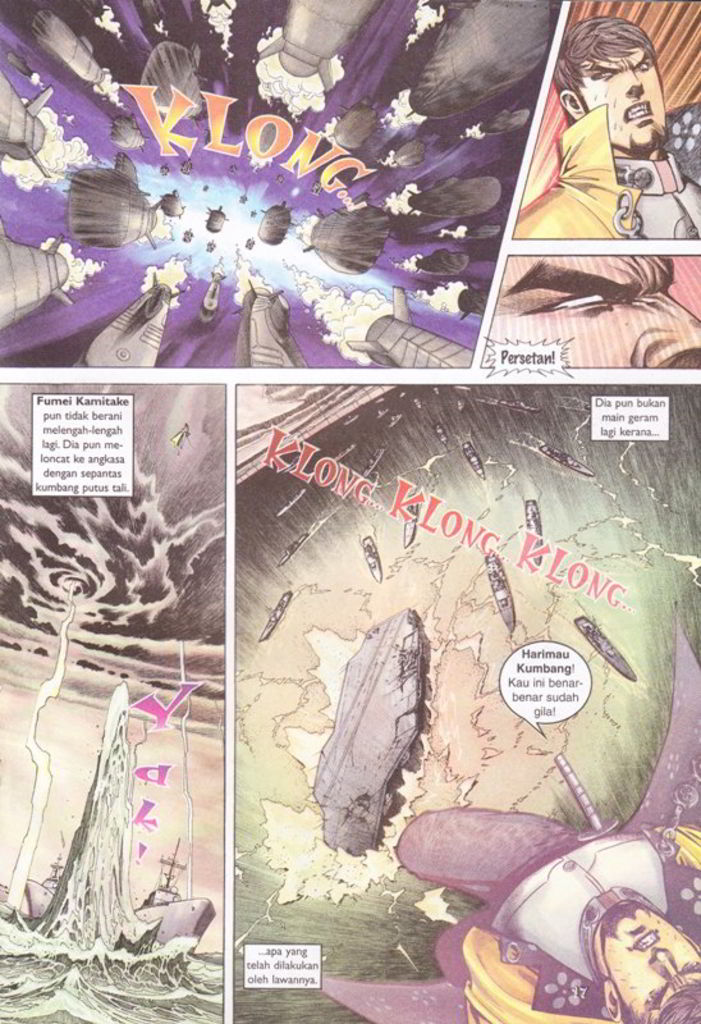 KLONG...
Persetan!
Fumei Kamitake
pun tidak berani
melengah-lengah
lagi. Dia pun me-
loncat ke angkasa
dengan sepantas
kumbang putus tali.
Yak!
Dia pun bukan
main geram
lagi kerana...
KLONG... KLONG... KLONG...
Harimau
Kumbang!
Kau ini benar-
benar sudah
gila!
...apa yang
telah dilakukan
oleh lawannya.
17